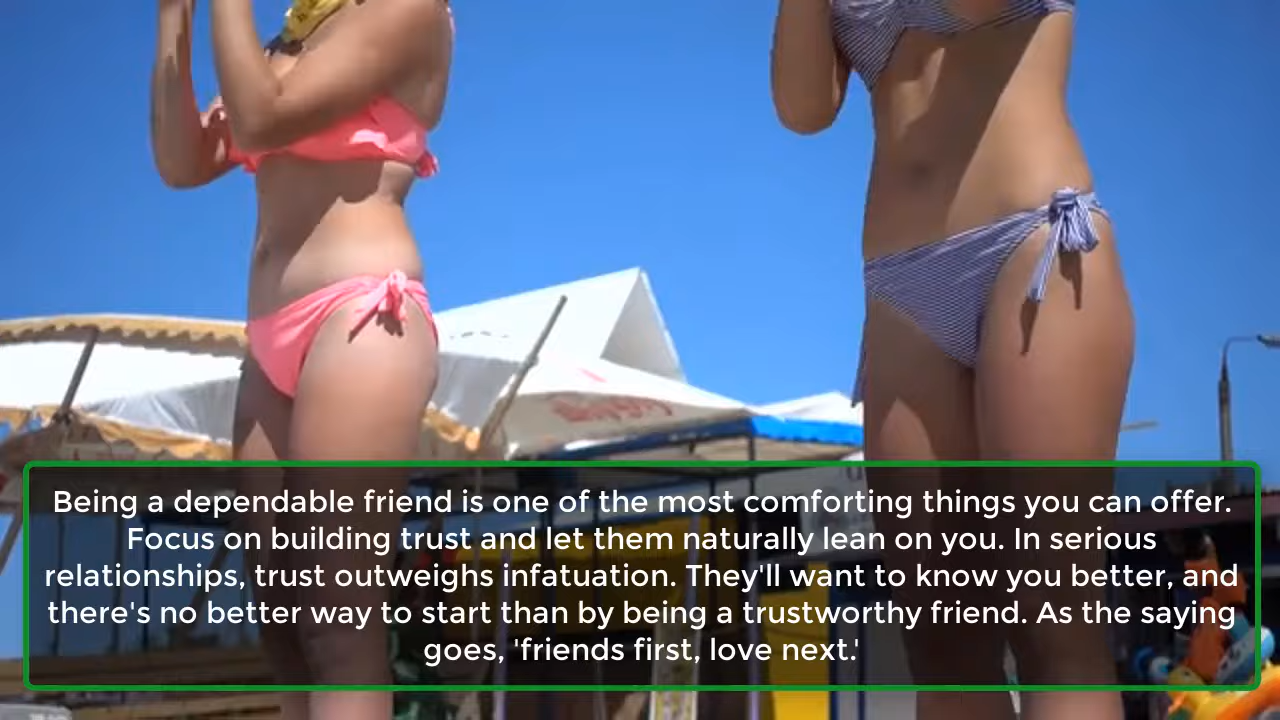 Being a dependable friend is one of the most comforting things you can offer.
Focus on building trust and let them naturally lean on you. In serious
relationships, trust outweighs infatuation. They'll want to know you better, and
there's no better way to start than by being a trustworthy friend. As the saying
goes, 'friends first, love next.'